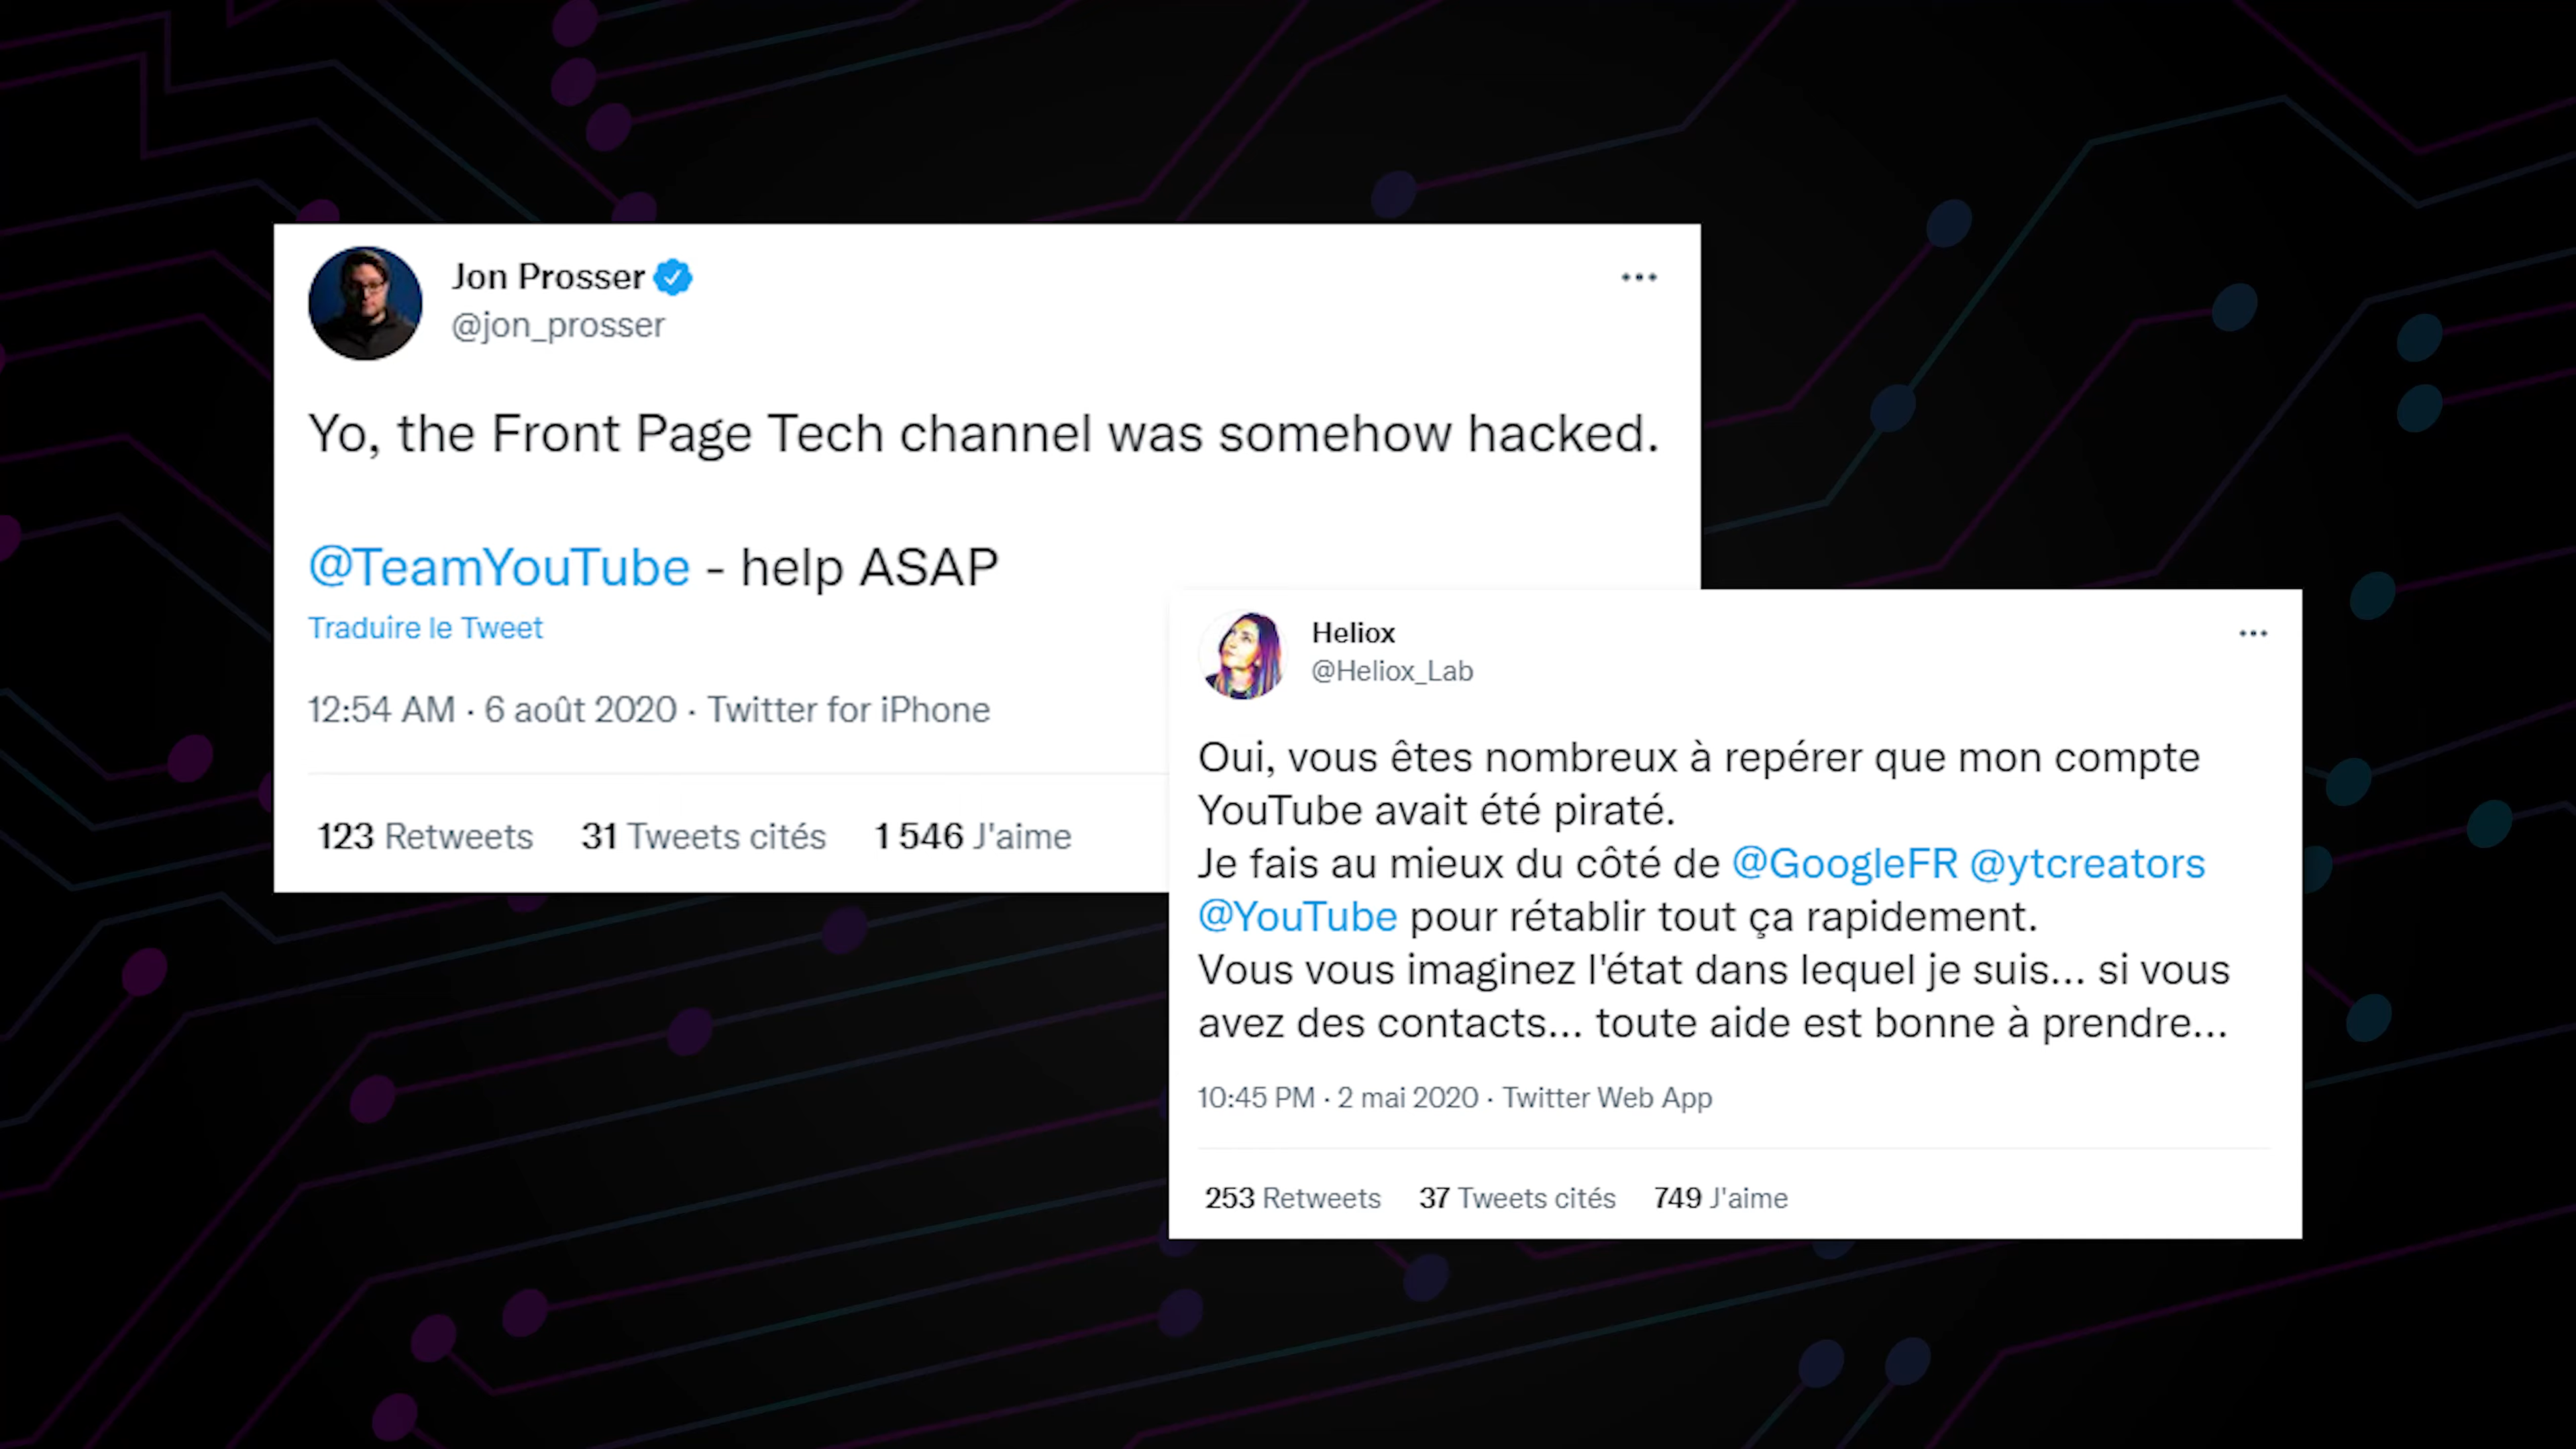 Jon Prosser
@jon_prosser
Yo, the Front Page Tech channel was somehow hacked.
@TeamYouTube - help ASAP
Traduire le Tweet
12:54 AM · 6 août 2020 · Twitter for iPhone
123 Retweets 31 Tweets cités 1 546 J'aime
Heliox
@Heliox_Lab
Oui, vous êtes nombreux à repérer que mon compte
YouTube avait été piraté.
Je fais au mieux du côté de @GoogleFR @ytcreators
@YouTube pour rétablir tout ça rapidement.
Vous vous imaginez l'état dans lequel je suis... si vous
avez des contacts... toute aide est bonne à prendre...
10:45 PM · 2 mai 2020 · Twitter Web App
253 Retweets 37 Tweets cités 749 J'aime